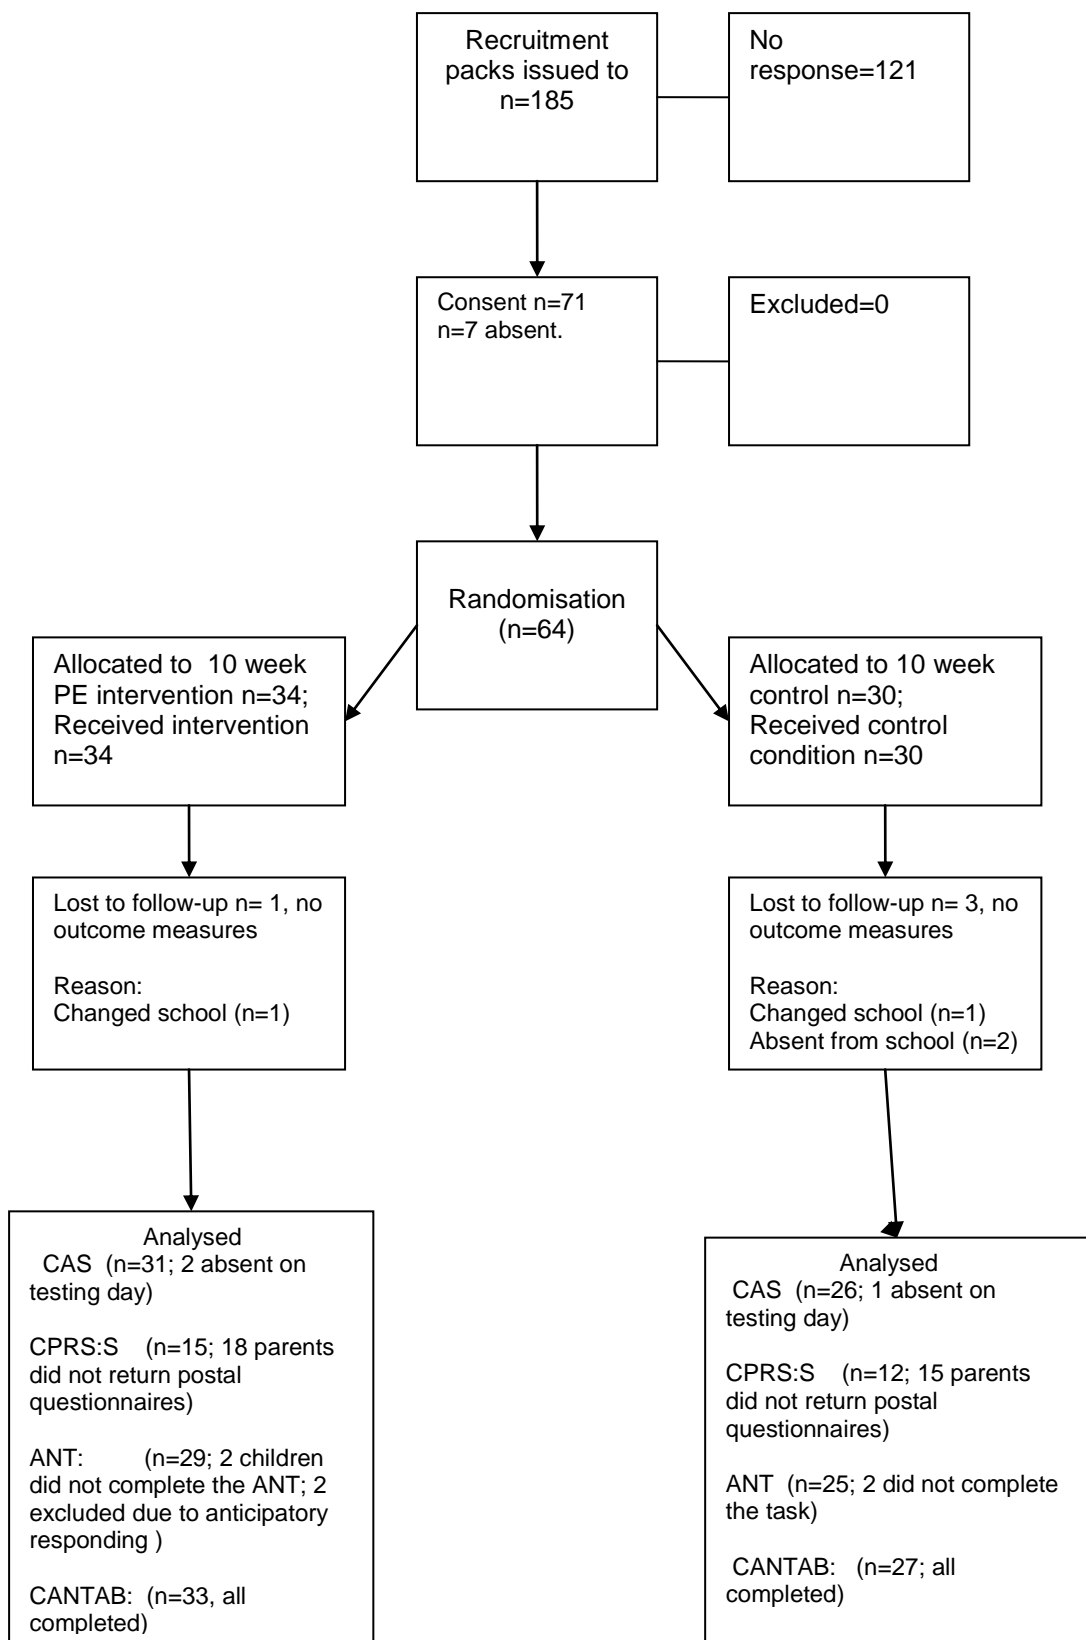 Recruitment
packs issued to
n=185
No
response=121
Consent n=71
n=7 absent.
Excluded=0
Randomisation
(n=64)
Allocated to  10 week
PE intervention n=34;
Received intervention
n=34
Allocated to 10 week
control n=30;
Received control
condition n=30
Lost to follow-up n= 1, no
outcome measures
Reason:
Changed school (n=1)
Lost to follow-up n= 3, no
outcome measures
Reason:
Changed school (n=1)
Absent from school (n=2)
Analysed
CAS  (n=31; 2 absent on
testing day)
CPRS:S    (n=15; 18 parents
did not return postal
questionnaires)
ANT:         (n=29; 2 children
did not complete the ANT; 2
excluded due to anticipatory
responding )
CANTAB:  (n=33, all
completed)
Analysed
CAS  (n=26; 1 absent on
testing day)
CPRS:S    (n=12; 15 parents
did not return postal
questionnaires)
ANT  (n=25; 2 did not complete
the task)
CANTAB:   (n=27; all
completed)